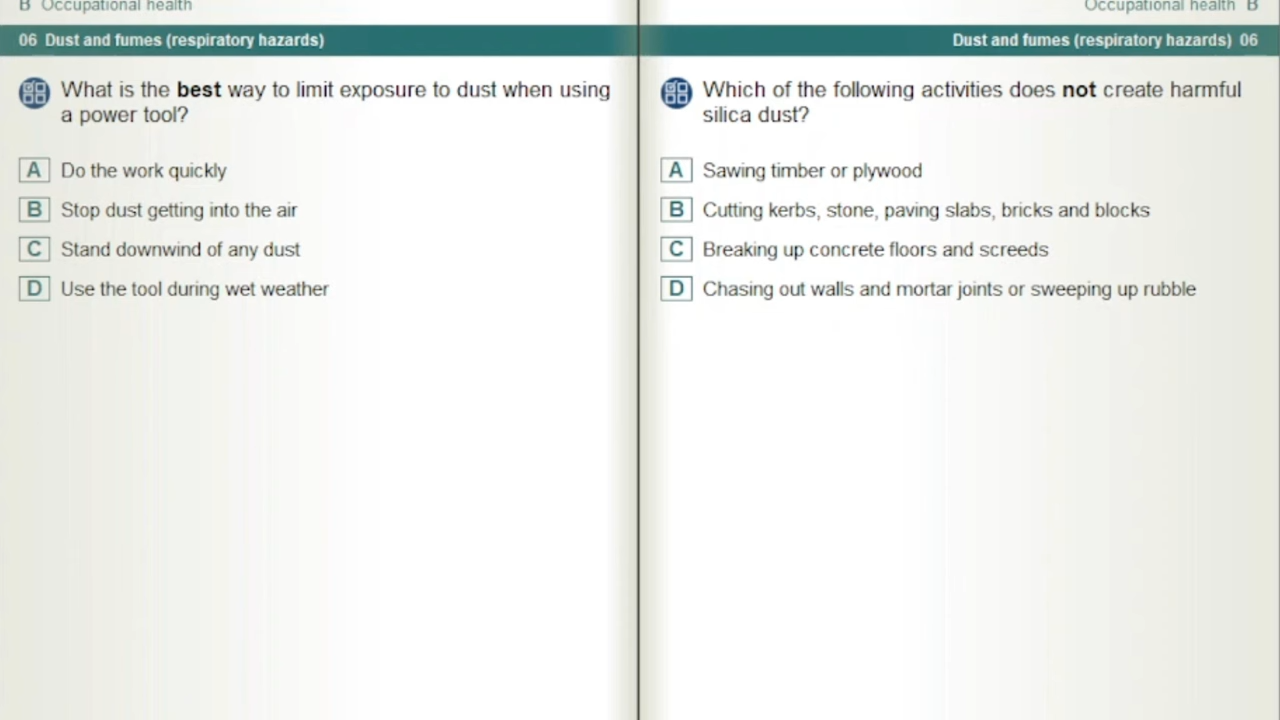 B Occupational health
06 Dust and fumes (respiratory hazards)
What is the best way to limit exposure to dust when using
a power tool?
A Do the work quickly
B Stop dust getting into the air
C Stand downwind of any dust
D Use the tool during wet weather
Occupational health B
Dust and fumes (respiratory hazards) 06
Which of the following activities does not create harmful
silica dust?
A Sawing timber or plywood
B Cutting kerbs, stone, paving slabs, bricks and blocks
C Breaking up concrete floors and screeds
D Chasing out walls and mortar joints or sweeping up rubble